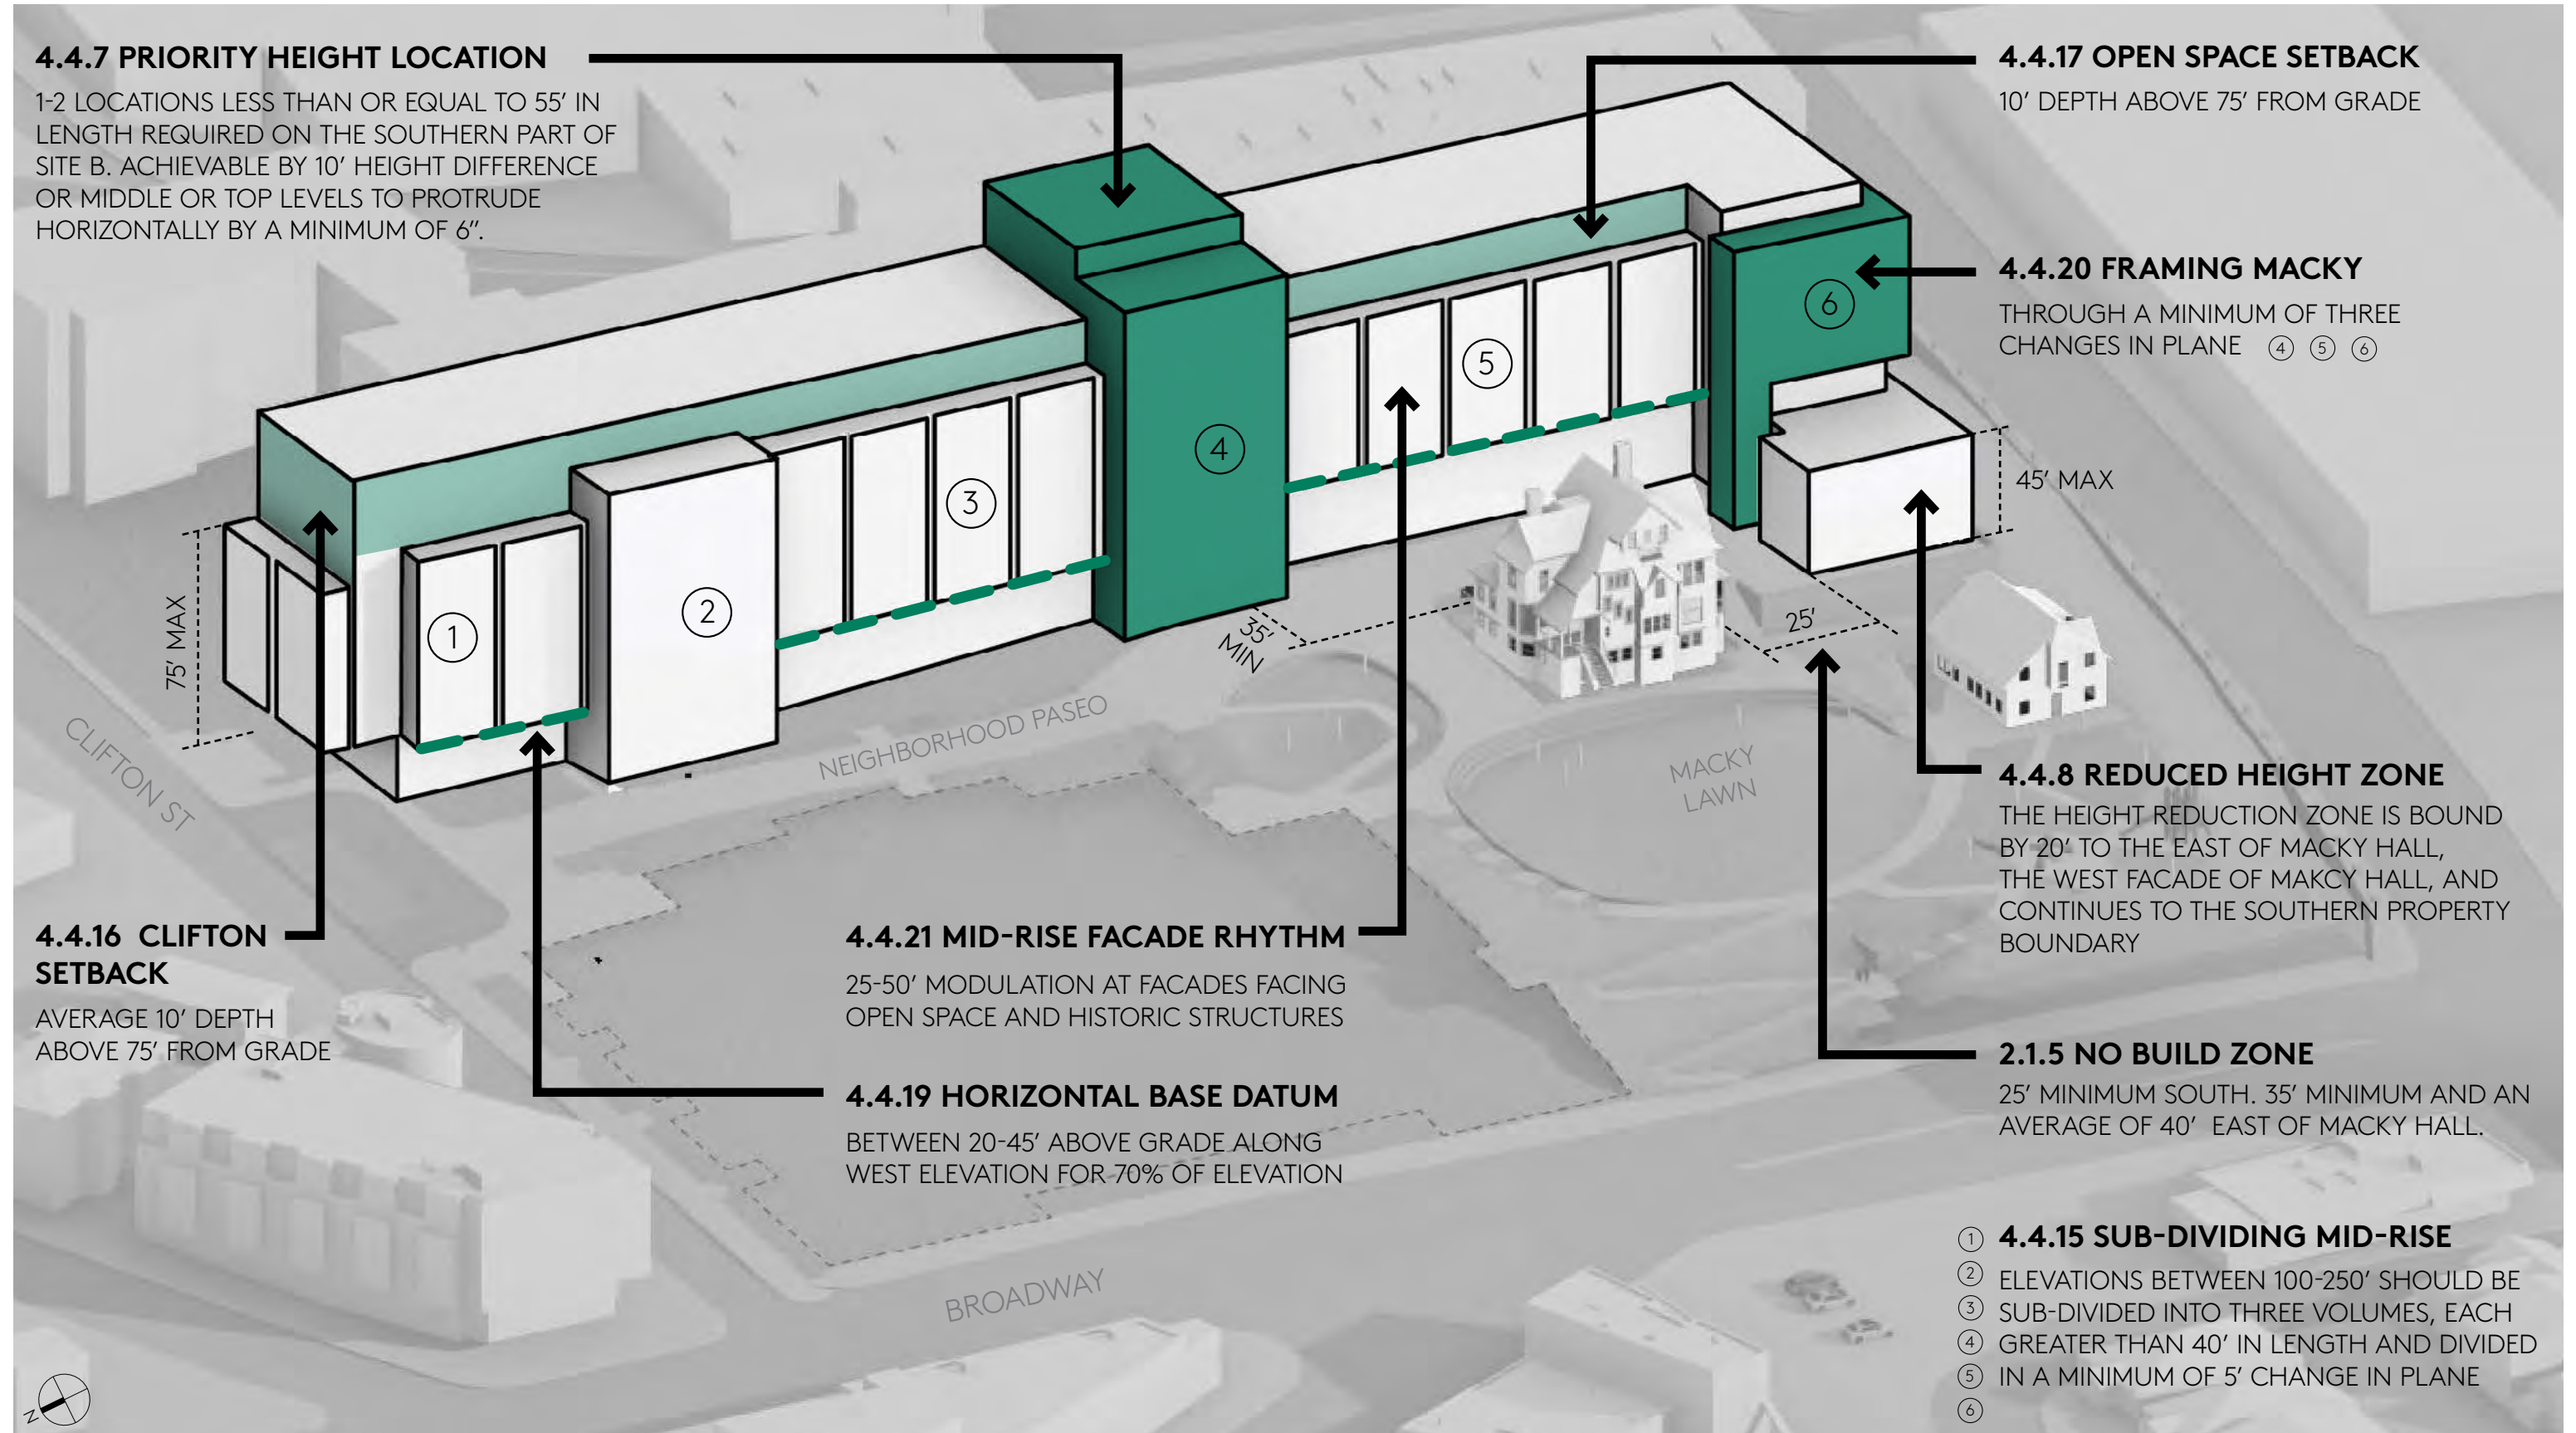 4.4.7 PRIORITY HEIGHT LOCATION
1-2 LOCATIONS LESS THAN OR EQUAL TO 55' IN
LENGTH REQUIRED ON THE SOUTHERN PART OF
SITE B. ACHIEVABLE BY 10' HEIGHT DIFFERENCE
OR MIDDLE OR TOP LEVELS TO PROTRUDE
HORIZONTALLY BY A MINIMUM OF 6".
4.4.17 OPEN SPACE SETBACK
10' DEPTH ABOVE 75' FROM GRADE
4.4.20 FRAMING MACKY
THROUGH A MINIMUM OF THREE
CHANGES IN PLANE 4 5 6
6
5
4
3
2
1
45' MAX
75' MAX
35'
MIN
25'
CLIFTON ST
NEIGHBORHOOD PASEO
MACKY
LAWN
4.4.8 REDUCED HEIGHT ZONE
THE HEIGHT REDUCTION ZONE IS BOUND
BY 20' TO THE EAST OF MACKY HALL,
THE WEST FACADE OF MAKCY HALL, AND
CONTINUES TO THE SOUTHERN PROPERTY
BOUNDARY
4.4.16 CLIFTON
SETBACK
AVERAGE 10' DEPTH
ABOVE 75' FROM GRADE
4.4.21 MID-RISE FACADE RHYTHM
25-50' MODULATION AT FACADES FACING
OPEN SPACE AND HISTORIC STRUCTURES
4.4.19 HORIZONTAL BASE DATUM
BETWEEN 20-45' ABOVE GRADE ALONG
WEST ELEVATION FOR 70% OF ELEVATION
2.1.5 NO BUILD ZONE
25' MINIMUM SOUTH. 35' MINIMUM AND AN
AVERAGE OF 40' EAST OF MACKY HALL.
BROADWAY
1 4.4.15 SUB-DIVIDING MID-RISE
2 ELEVATIONS BETWEEN 100-250' SHOULD BE
3 SUB-DIVIDED INTO THREE VOLUMES, EACH
4 GREATER THAN 40' IN LENGTH AND DIVIDED
5 IN A MINIMUM OF 5' CHANGE IN PLANE
6
N